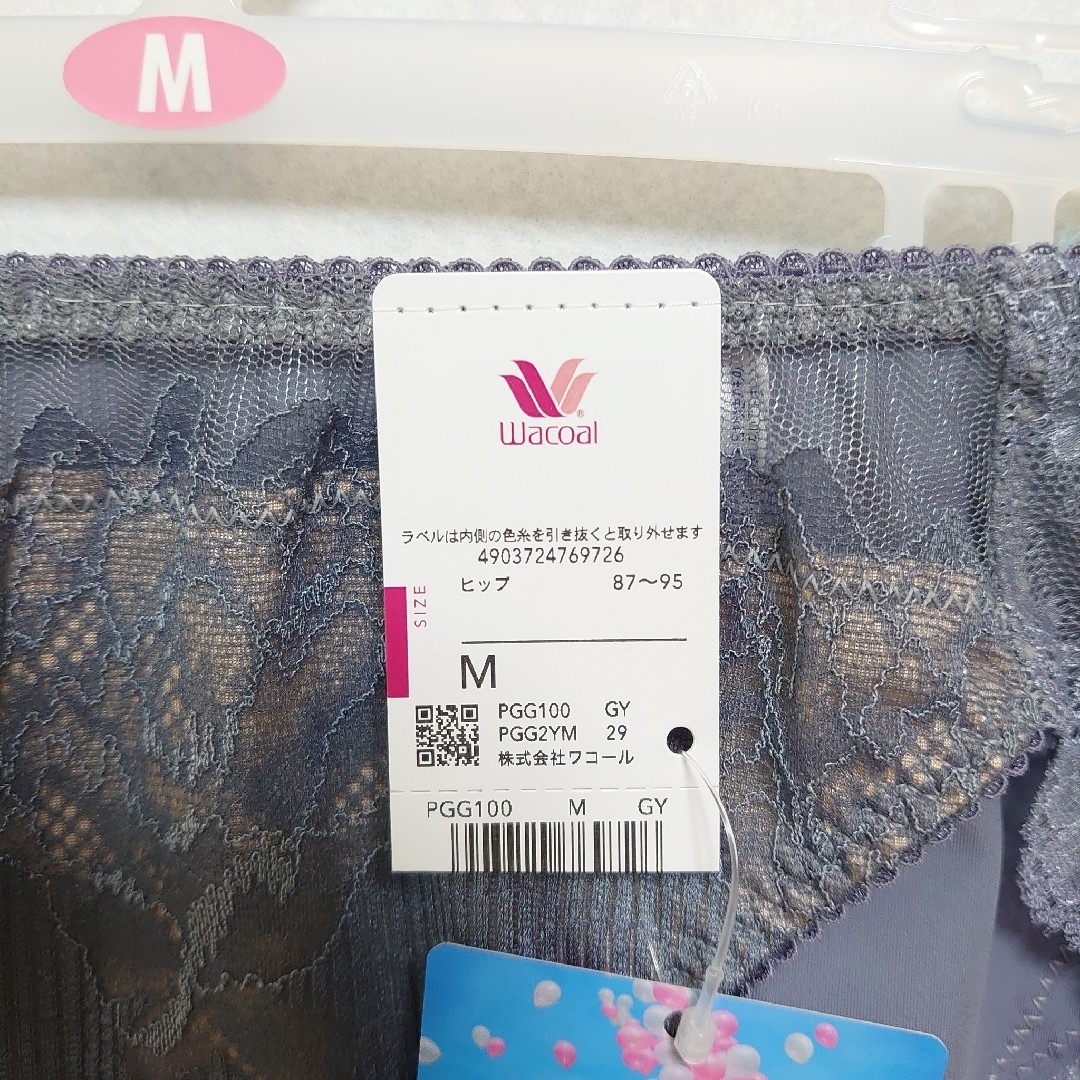 M
Wacoal
ラベルは内側の色糸を引き抜くと取り外せます
4903724769726
ヒップ 87～95
SIZE
M
PGG100 GY
PGG2YM 29
株式会社ワコール
PGG100 M GY